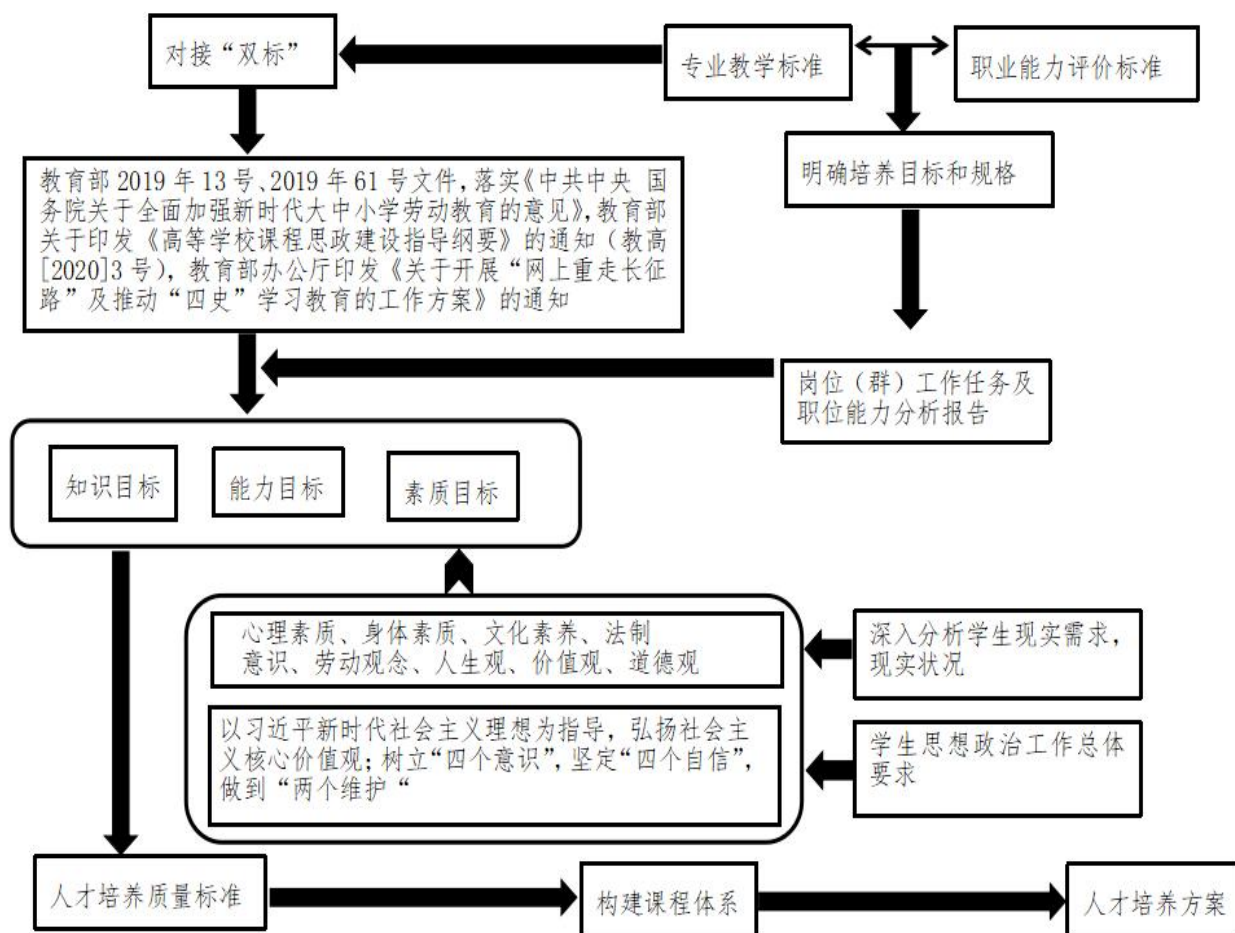 对接“双标”
专业教学标准
职业能力评价标准
明确培养目标和规格
教育部 2019 年 13 号、2019 年 61 号文件，落实《中共中央 国
务院关于全面加强新时代大中小学劳动教育的意见》，教育部
关于印发《高等学校课程思政建设指导纲要》的通知（教高
[2020]3 号），教育部办公厅印发《关于开展“网上重走长征
路”及推动“四史”学习教育的工作方案》的通知
岗位（群）工作任务及
职位能力分析报告
知识目标
能力目标
素质目标
心理素质、身体素质、文化素养、法制
意识、劳动观念、人生观、价值观、道德观
深入分析学生现实需求，
现实状况
以习近平新时代社会主义理想为指导，弘扬社会主
义核心价值观；树立“四个意识”，坚定“四个自信”，
做到“两个维护“
学生思想政治工作总体
要求
人才培养质量标准
构建课程体系
人才培养方案